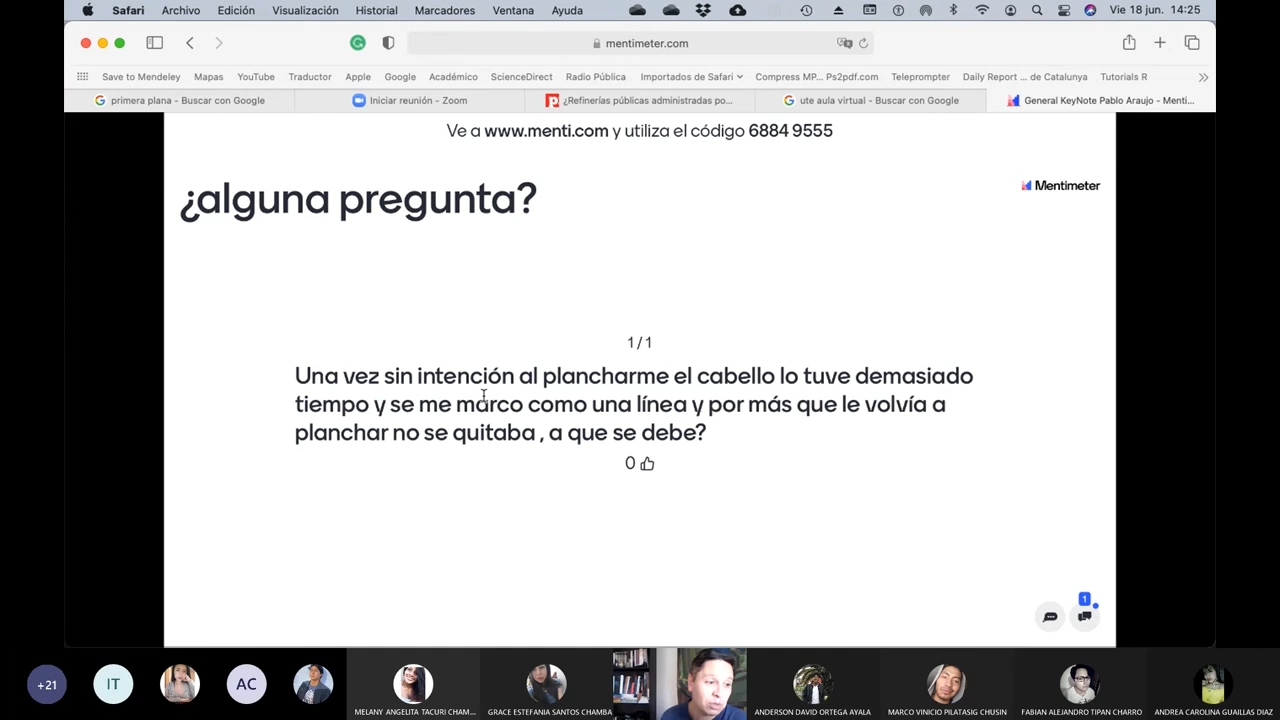 Safari Archivo Edición Visualización Historial Marcadores Ventana Ayuda Vie 18 jun. 14:25
mentimeter.com
Save to Mendeley Mapas YouTube Traductor Apple Google Académico ScienceDirect Radio Pública Importados de Safari Compress MP... Ps2pdf.com Teleprompter Daily Report ... de Catalunya Tutorials R
primera plana - Buscar con Google Iniciar reunión - Zoom ¿Refinerías públicas administradas po... ute aula virtual - Buscar con Google General KeyNote Pablo Araujo - Menti...
Ve a www.menti.com y utiliza el código 6884 9555
¿alguna pregunta?
Mentimeter
1 / 1
Una vez sin intención al plancharme el cabello lo tuve demasiado
tiempo y se me marco como una línea y por más que le volvía a
planchar no se quitaba , a que se debe?
0
1
+21 IT AC
MELANY ANGELITA TACURI CHAM... GRACE ESTEFANIA SANTOS CHAMBA ANDERSON DAVID ORTEGA AYALA MARCO VINICIO PILATASIG CHUSIN FABIAN ALEJANDRO TIPAN CHARRO ANDREA CAROLINA GUAILLAS DIAZ